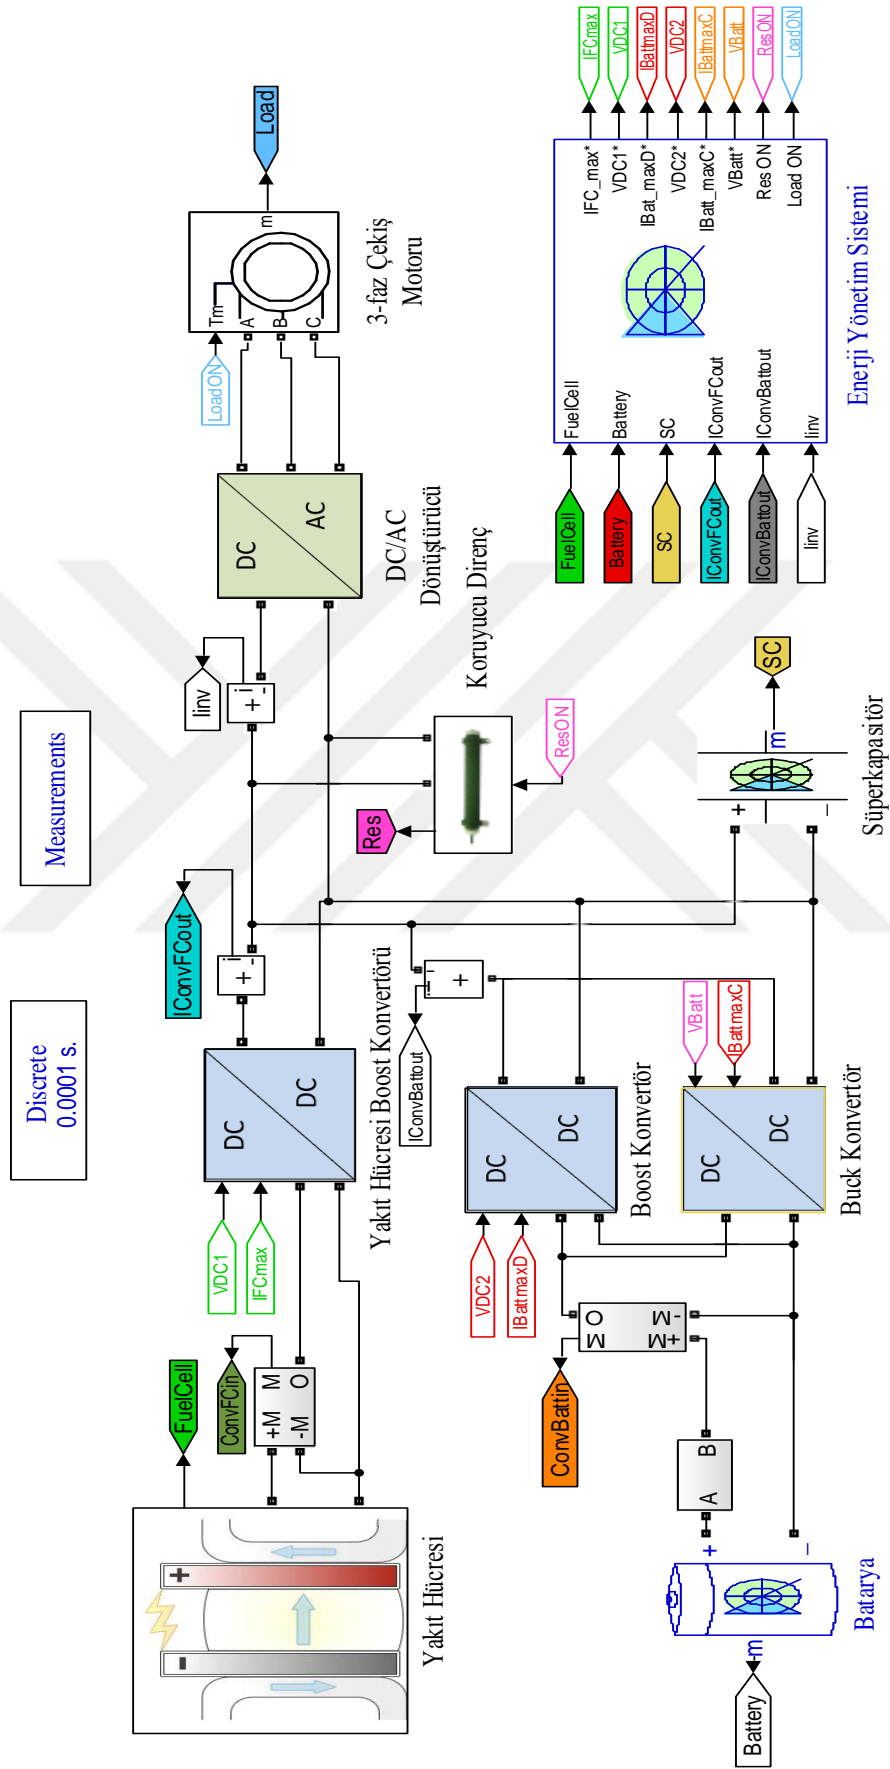 Discrete
0.0001 s.
Measurements
FuelCell
ConvFCin
+M
M
-M
O
Yakıt Hücresi
VDC1
IFCmax
DC
DC
Yakıt Hücresi Boost Konvertörü
IConvFCout
+
-
i
Iinv
+
-
i
DC
AC
DC/AC
Dönüştürücü
LoadON
Tm
A
B
C
m
Load
3-faz Çekiş
Motoru
Res
ResON
Koruyucu Direnç
IConvBattout
+
-
i
VDC2
IBattmaxD
DC
DC
Boost Konvertör
VBatt
IBattmaxC
DC
DC
Buck Konvertör
ConvBattin
M
O
+M
-M
A
B
+
-
m
Battery
Batarya
+
-
m
SC
Süperkapasitör
FuelCell
Battery
SC
IConvFCout
IConvBattout
Iinv
FuelCell
Battery
SC
IConvFCout
IConvBattout
Iinv
IFC_max*
VDC1*
IBat_maxD*
VDC2*
IBatt_maxC*
VBatt*
Res ON
Load ON
IFCmax
VDC1
IBattmaxD
VDC2
IBattmaxC
VBatt
ResON
LoadON
Enerji Yönetim Sistemi